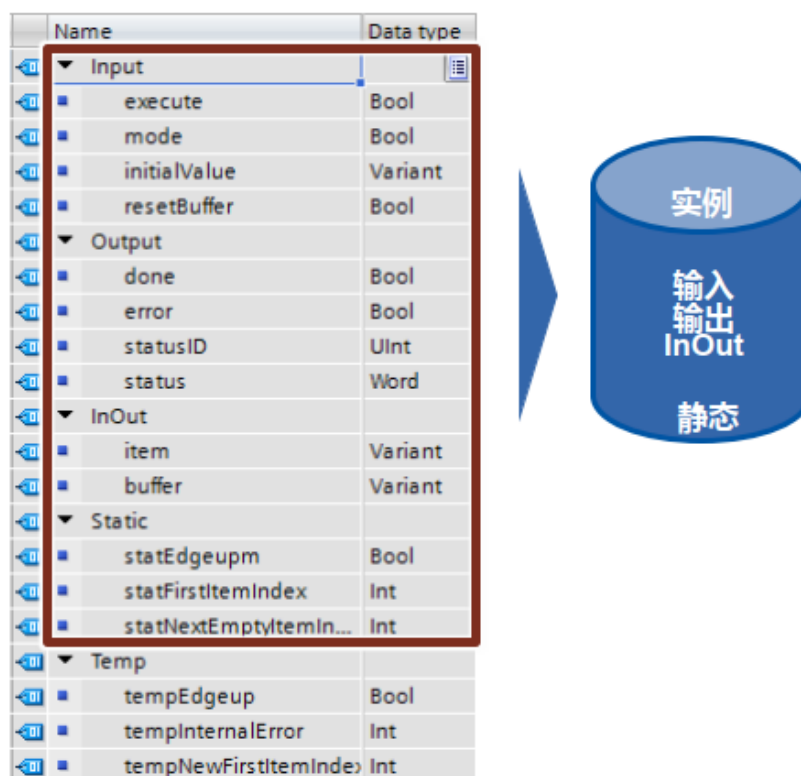 Name Data type
Input
execute Bool
mode Bool
initialValue Variant
resetBuffer Bool
Output
done Bool
error Bool
statusID UInt
status Word
InOut
item Variant
buffer Variant
Static
statEdgeupm Bool
statFirstItemIndex Int
statNextEmptyItemIn... Int
Temp
tempEdgeup Bool
tempInternalError Int
tempNewFirstItemIndex Int
实例
输入
输出
InOut
静态